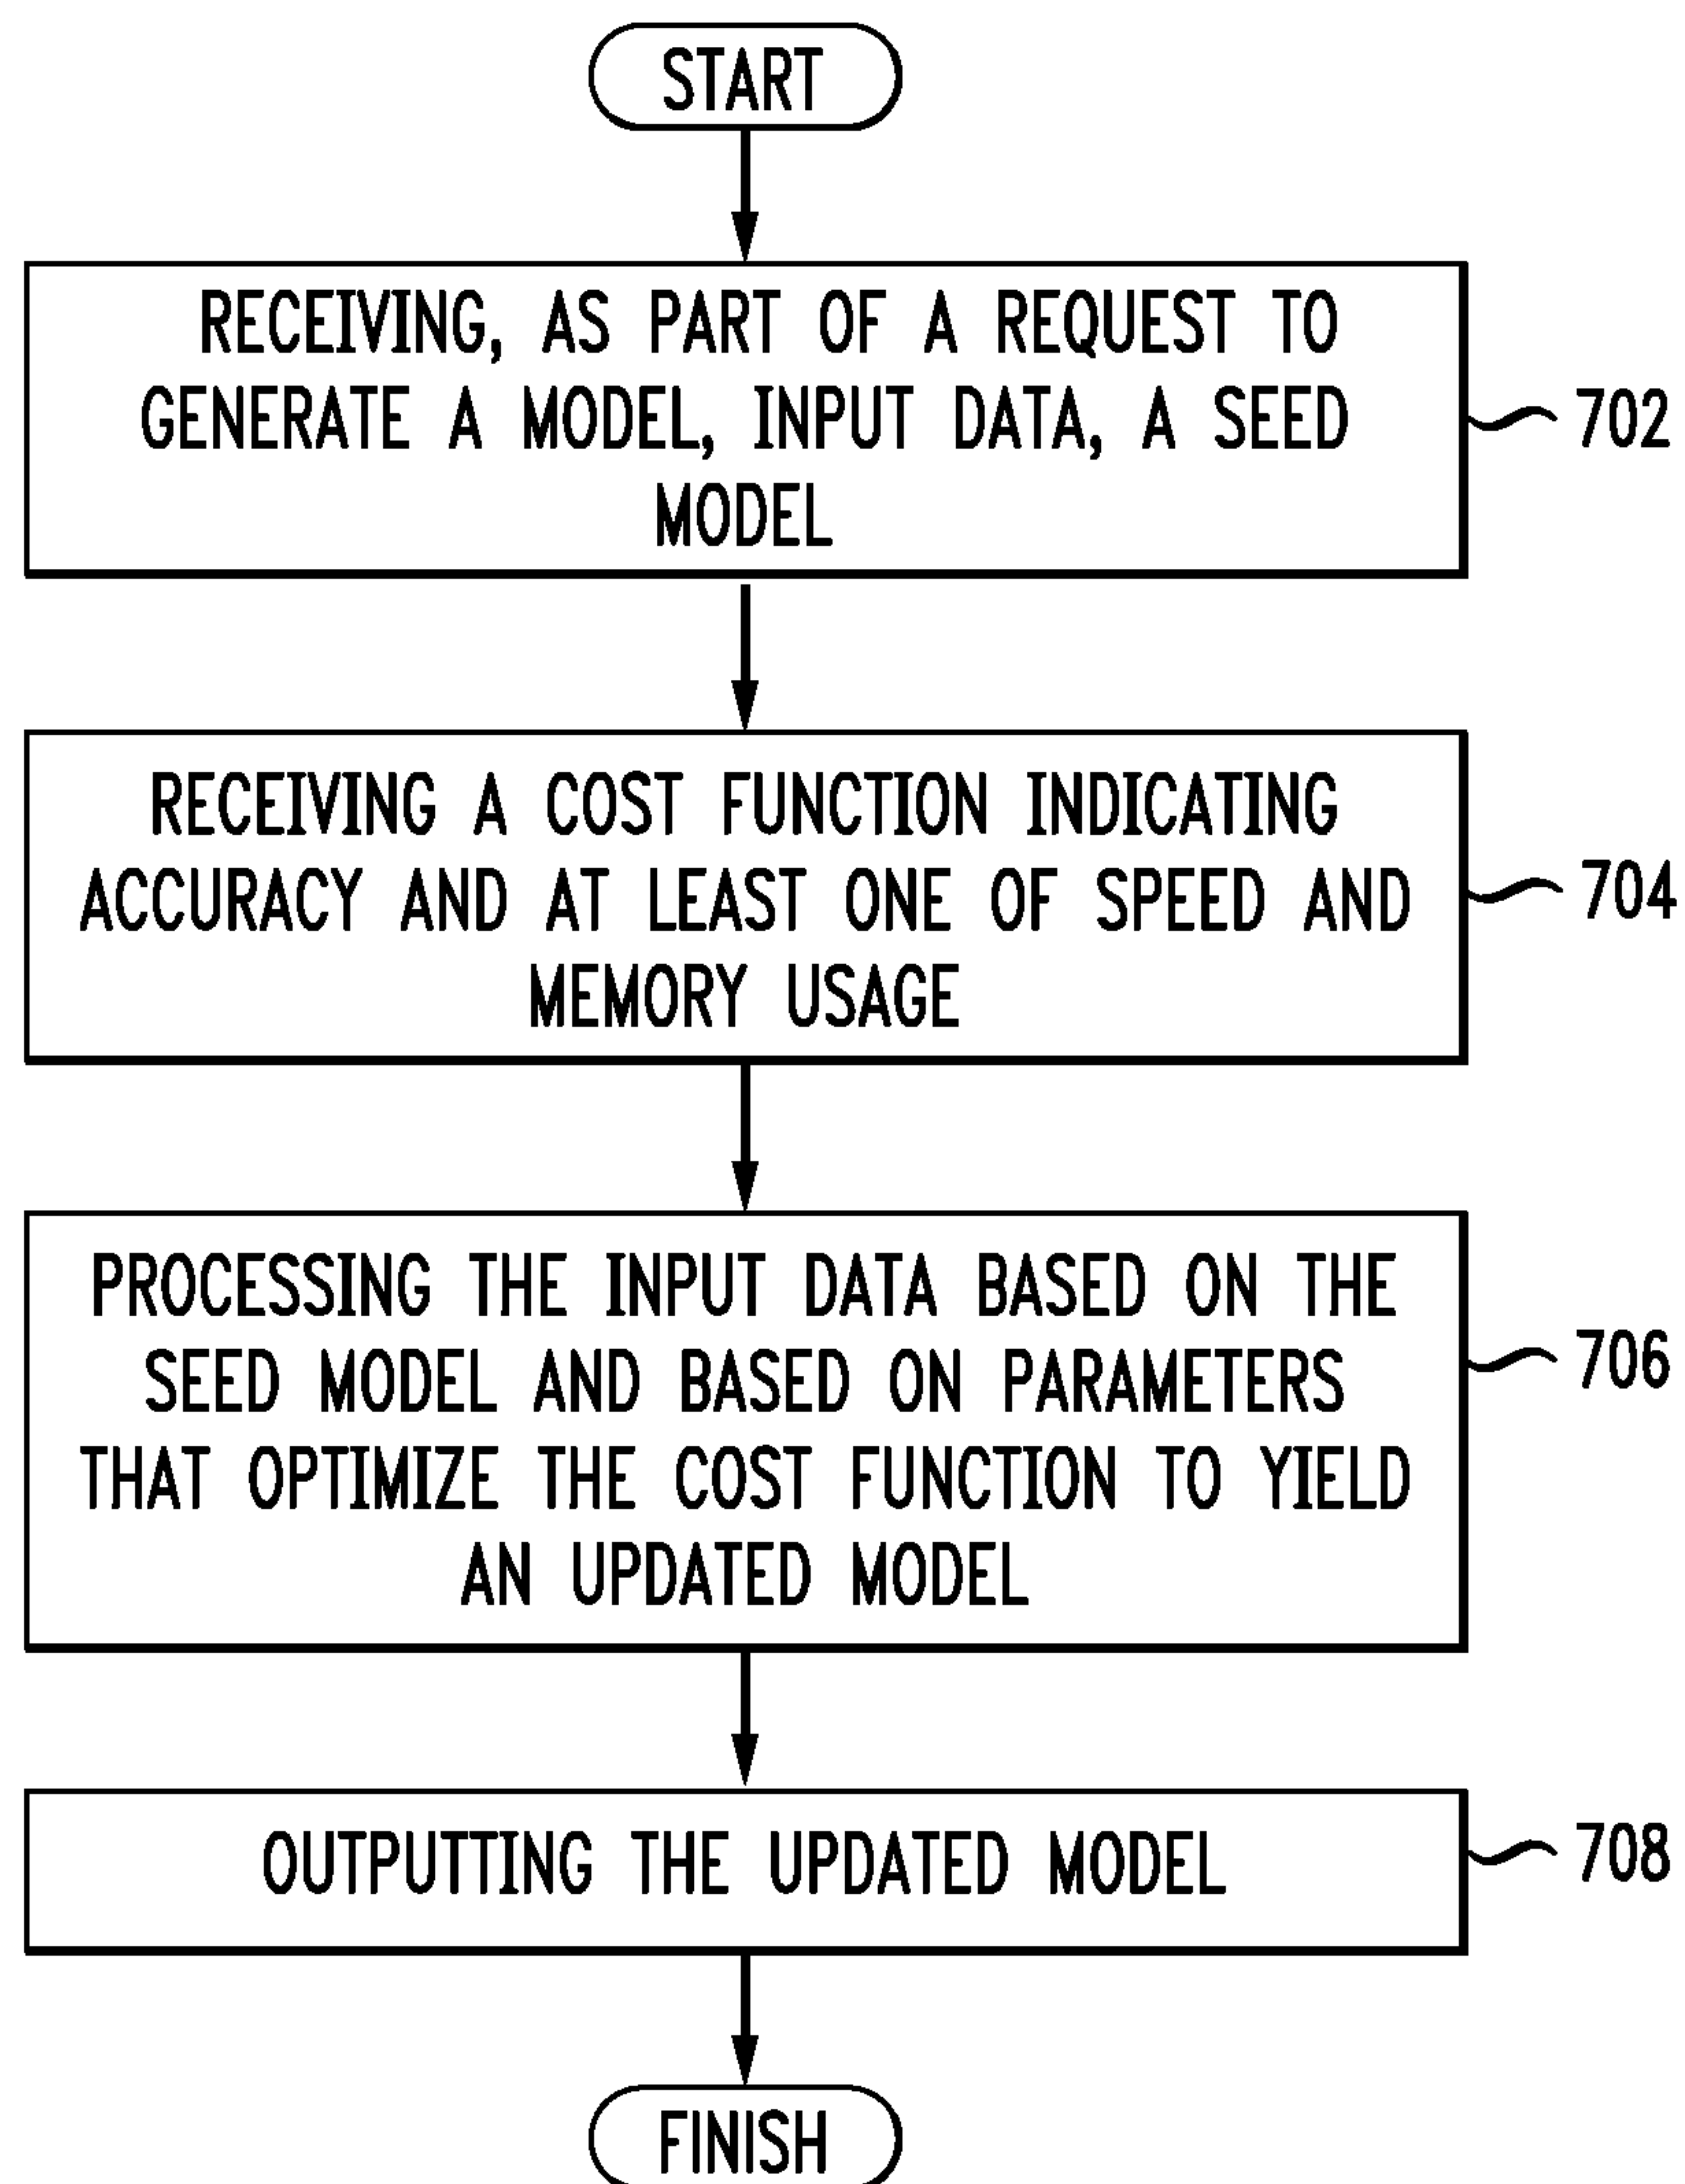 START
RECEIVING, AS PART OF A REQUEST TO
GENERATE A MODEL, INPUT DATA, A SEED
MODEL
702
RECEIVING A COST FUNCTION INDICATING
ACCURACY AND AT LEAST ONE OF SPEED AND
MEMORY USAGE
704
PROCESSING THE INPUT DATA BASED ON THE
SEED MODEL AND BASED ON PARAMETERS
THAT OPTIMIZE THE COST FUNCTION TO YIELD
AN UPDATED MODEL
706
OUTPUTTING THE UPDATED MODEL
708
FINISH